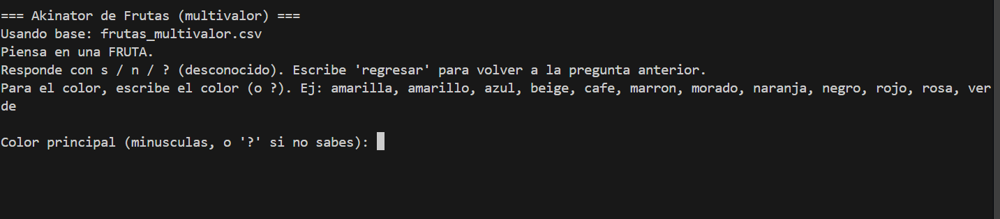 === Akinator de Frutas (multivalor) ===
Usando base: frutas_multivalor.csv
Piensa en una FRUTA.
Responde con s / n / ? (desconocido). Escribe 'regresar' para volver a la pregunta anterior.
Para el color, escribe el color (o ?). Ej: amarilla, amarillo, azul, beige, cafe, marron, morado, naranja, negro, rojo, rosa, ver
de
Color principal (minusculas, o '?' si no sabes):